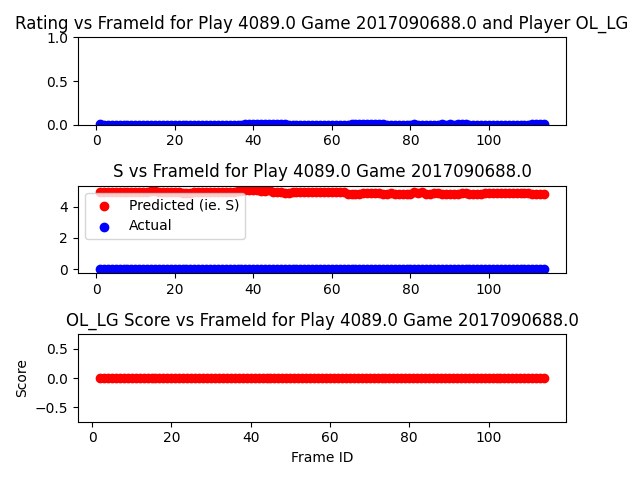 Rating vs FrameId for Play 4089.0 Game 2017090688.0 and Player OL_LG
1.0
0.5
0.0
0 20 40 60 80 100
S vs FrameId for Play 4089.0 Game 2017090688.0
4
2
0
Predicted (ie. S)
Actual
0 20 40 60 80 100
OL_LG Score vs FrameId for Play 4089.0 Game 2017090688.0
Score
0.5
0.0
−0.5
0 20 40 60 80 100
Frame ID